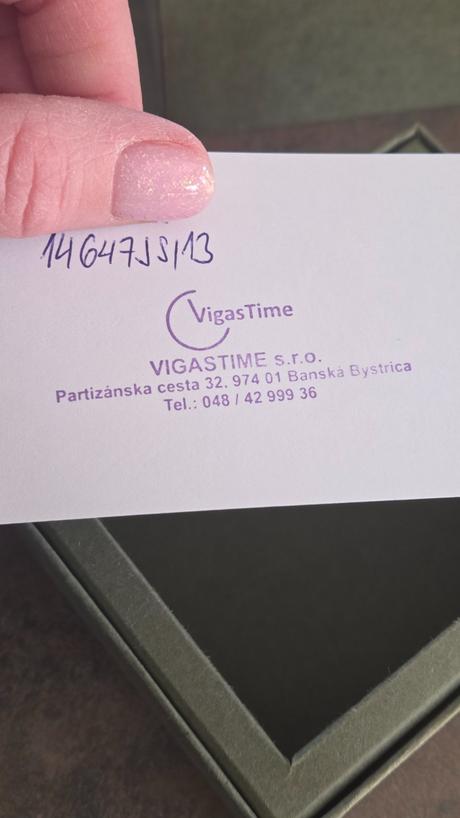 14647JS/13
VigasTime
VIGASTIME s.r.o.
Partizánska cesta 32, 974 01 Banská Bystrica
Tel.: 048 / 42 999 36